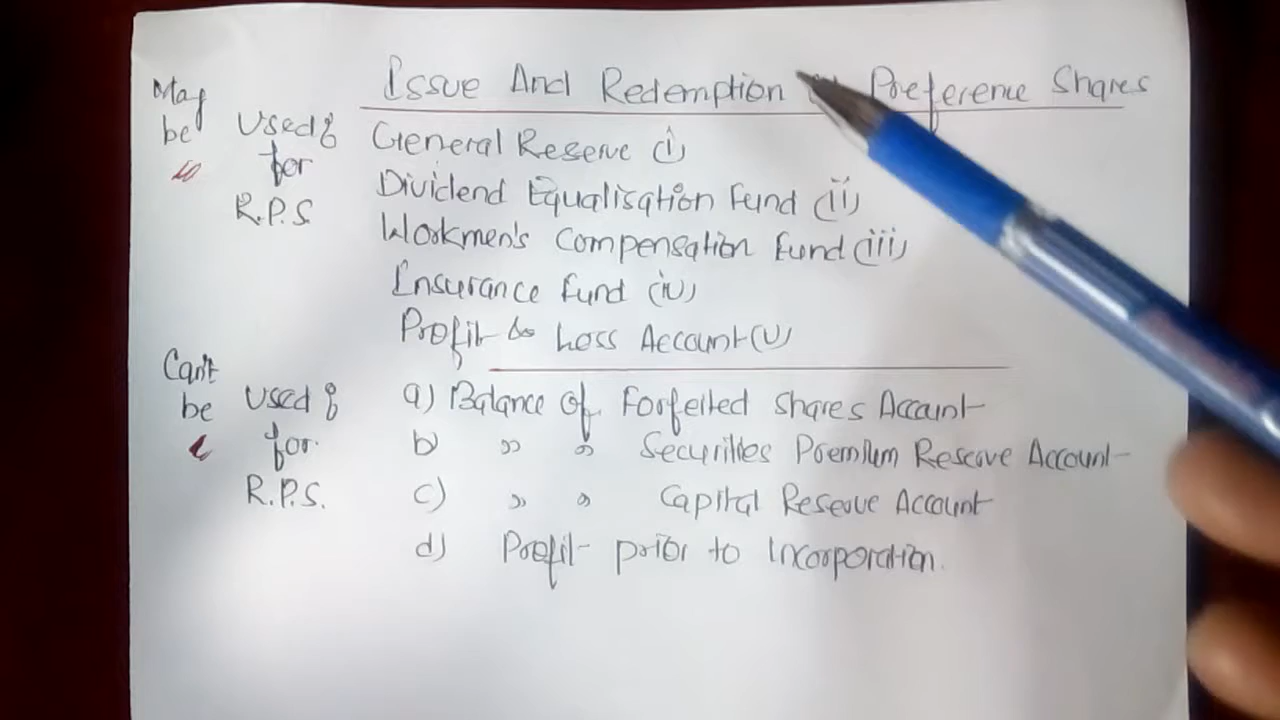 Issue And Redemption Preference Shares
May be Used for R.P.S
General Reserve (i)
Dividend Equalisation Fund (ii)
Workmen's Compensation Fund (iii)
Insurance Fund (iv)
Profit & Loss Account (v)
Can't be Used for R.P.S.
a) Balance of Forfeited Shares Account
b) " " Securities Premium Reserve Account
c) " " Capital Reserve Account
d) Profit prior to Incorporation.